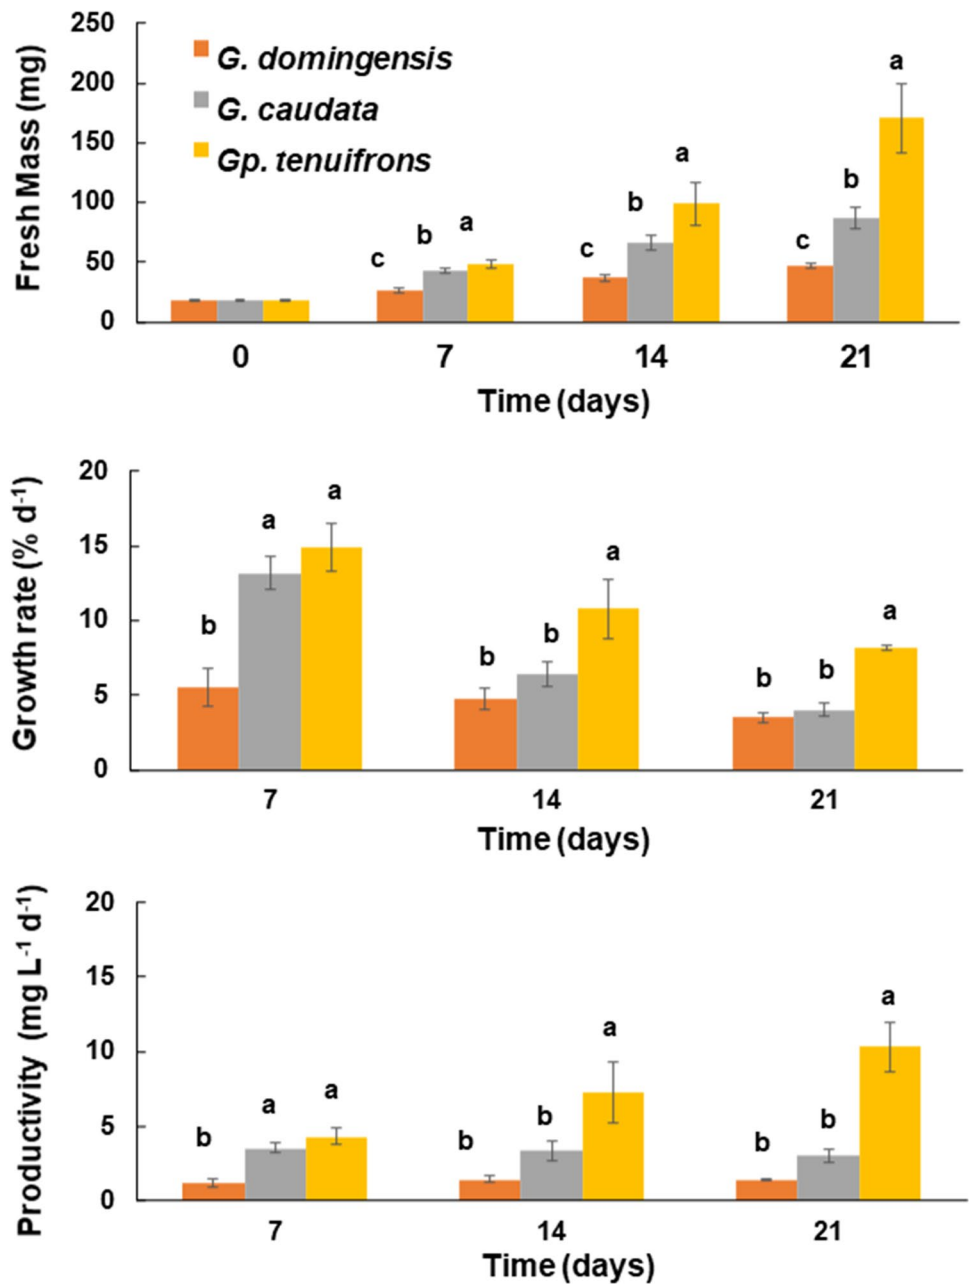 250
200
150
100
50
0
Fresh Mass (mg)
G. domingensis
G. caudata
Gp. tenuifrons
c b a
c b a
c b a
0 7 14 21
Time (days)
20
15
10
5
0
Growth rate (% d-1)
b a a
b b a
b b a
7 14 21
Time (days)
20
15
10
5
0
Productivity (mg L-1 d-1)
b a a
b b a
b b a
7 14 21
Time (days)